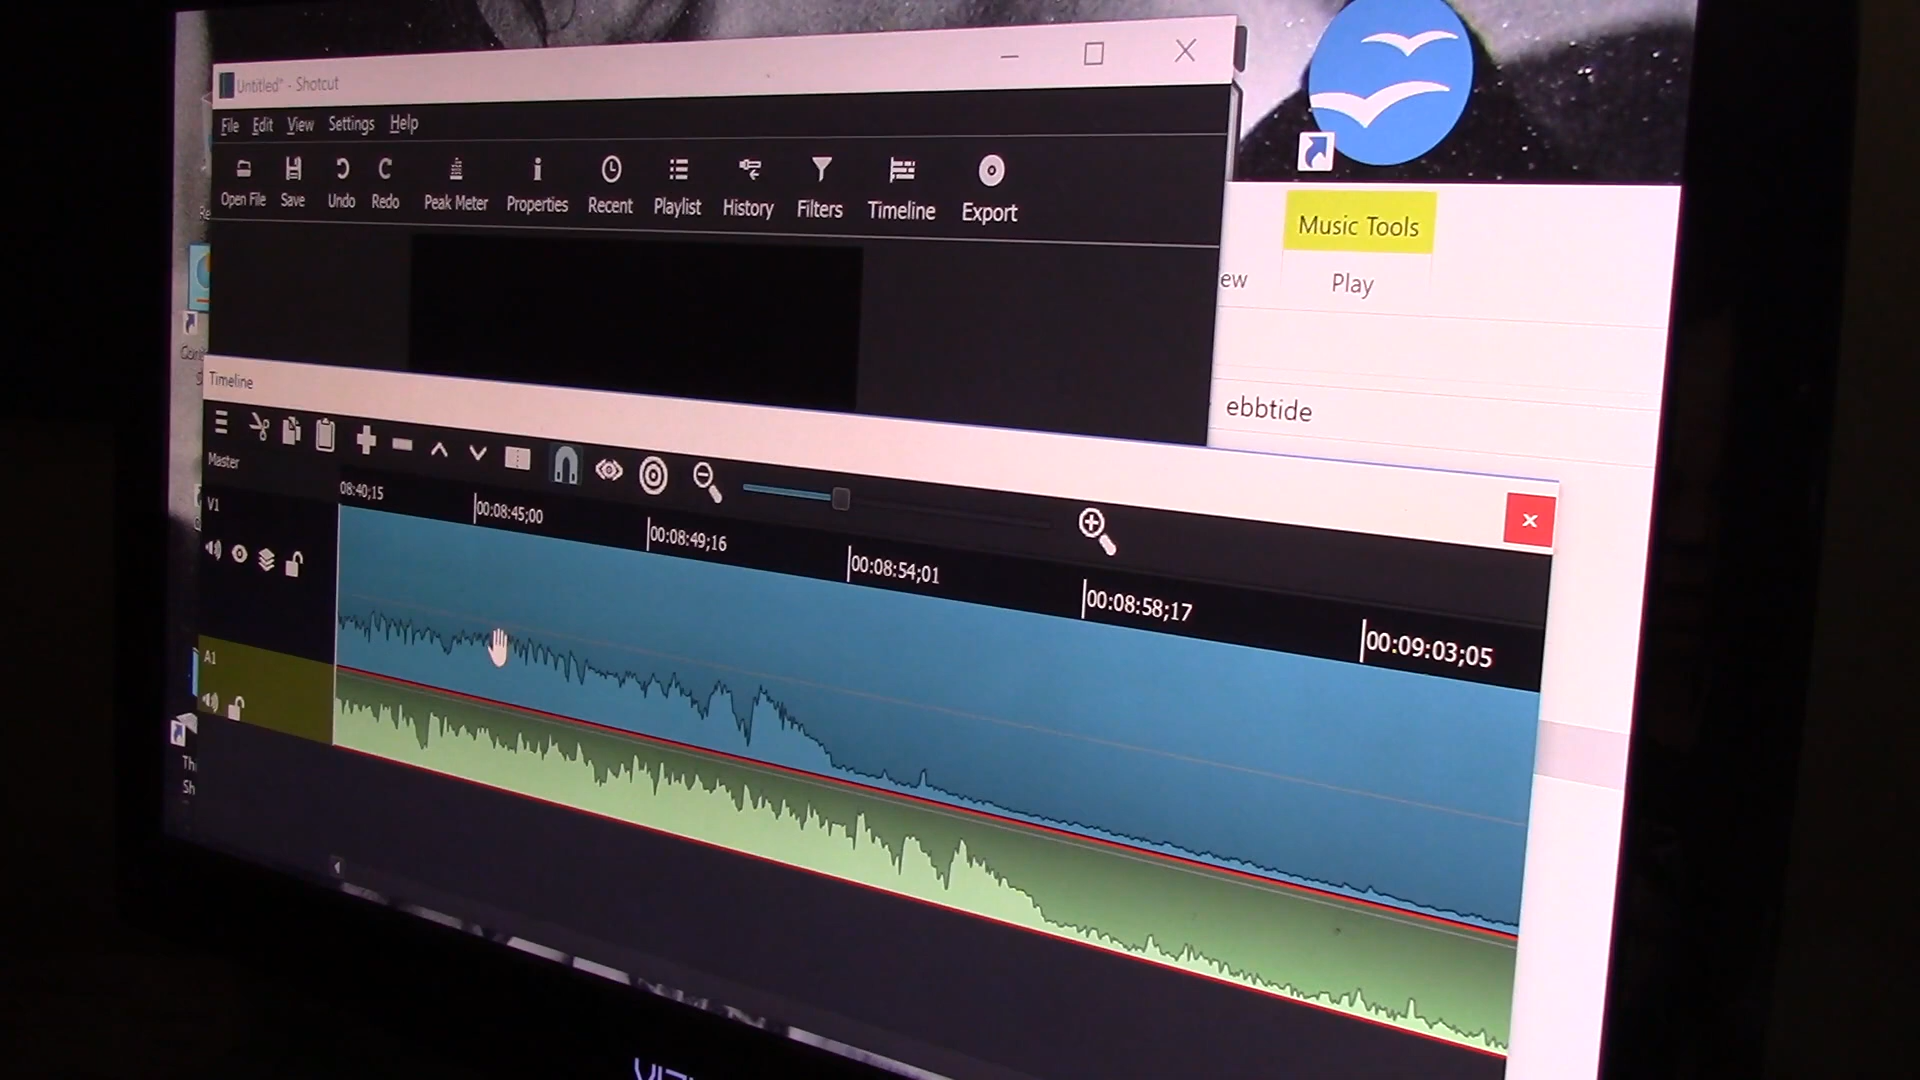 Untitled* - Shotcut
File Edit View Settings Help
Open File Save Undo Redo Peak Meter Properties Recent Playlist History Filters Timeline Export
Music Tools
ew Play
ebbtide
Timeline
Master
08:40;15 00:08:45;00 00:08:49;16 00:08:54;01 00:08:58;17 00:09:03;05
V1
A1
Thi
Sh